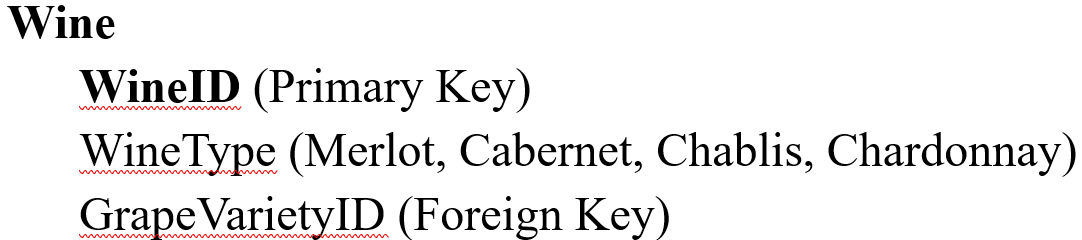 Wine
WineID (Primary Key)
WineType (Merlot, Cabernet, Chablis, Chardonnay)
GrapeVarietyID (Foreign Key)